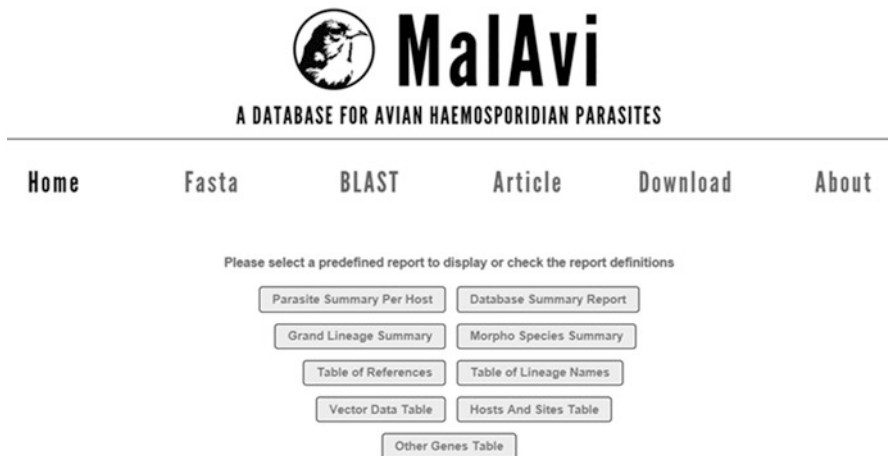 MalAvi
A DATABASE FOR AVIAN HAEMOSPORIDIAN PARASITES
Home Fasta BLAST Article Download About
Please select a predefined report to display or check the report definitions
Parasite Summary Per Host Database Summary Report
Grand Lineage Summary Morpho Species Summary
Table of References Table of Lineage Names
Vector Data Table Hosts And Sites Table
Other Genes Table